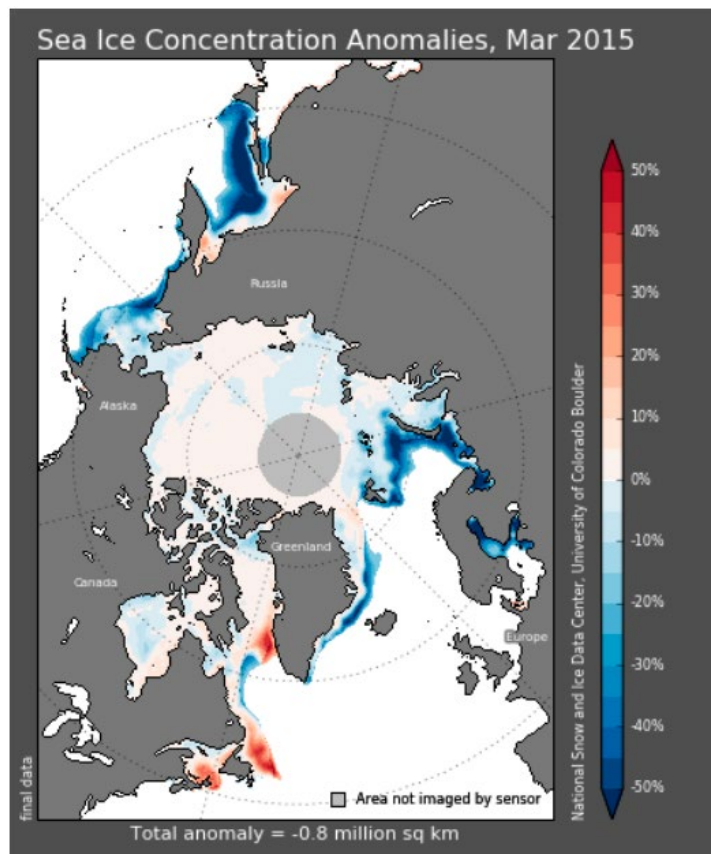 Sea Ice Concentration Anomalies, Mar 2015
Russia
Alaska
Greenland
Canada
Europe
Area not imaged by sensor
final data
Total anomaly = -0.8 million sq km
50%
40%
30%
20%
10%
0%
-10%
-20%
-30%
-40%
-50%
National Snow and Ice Data Center, University of Colorado Boulder